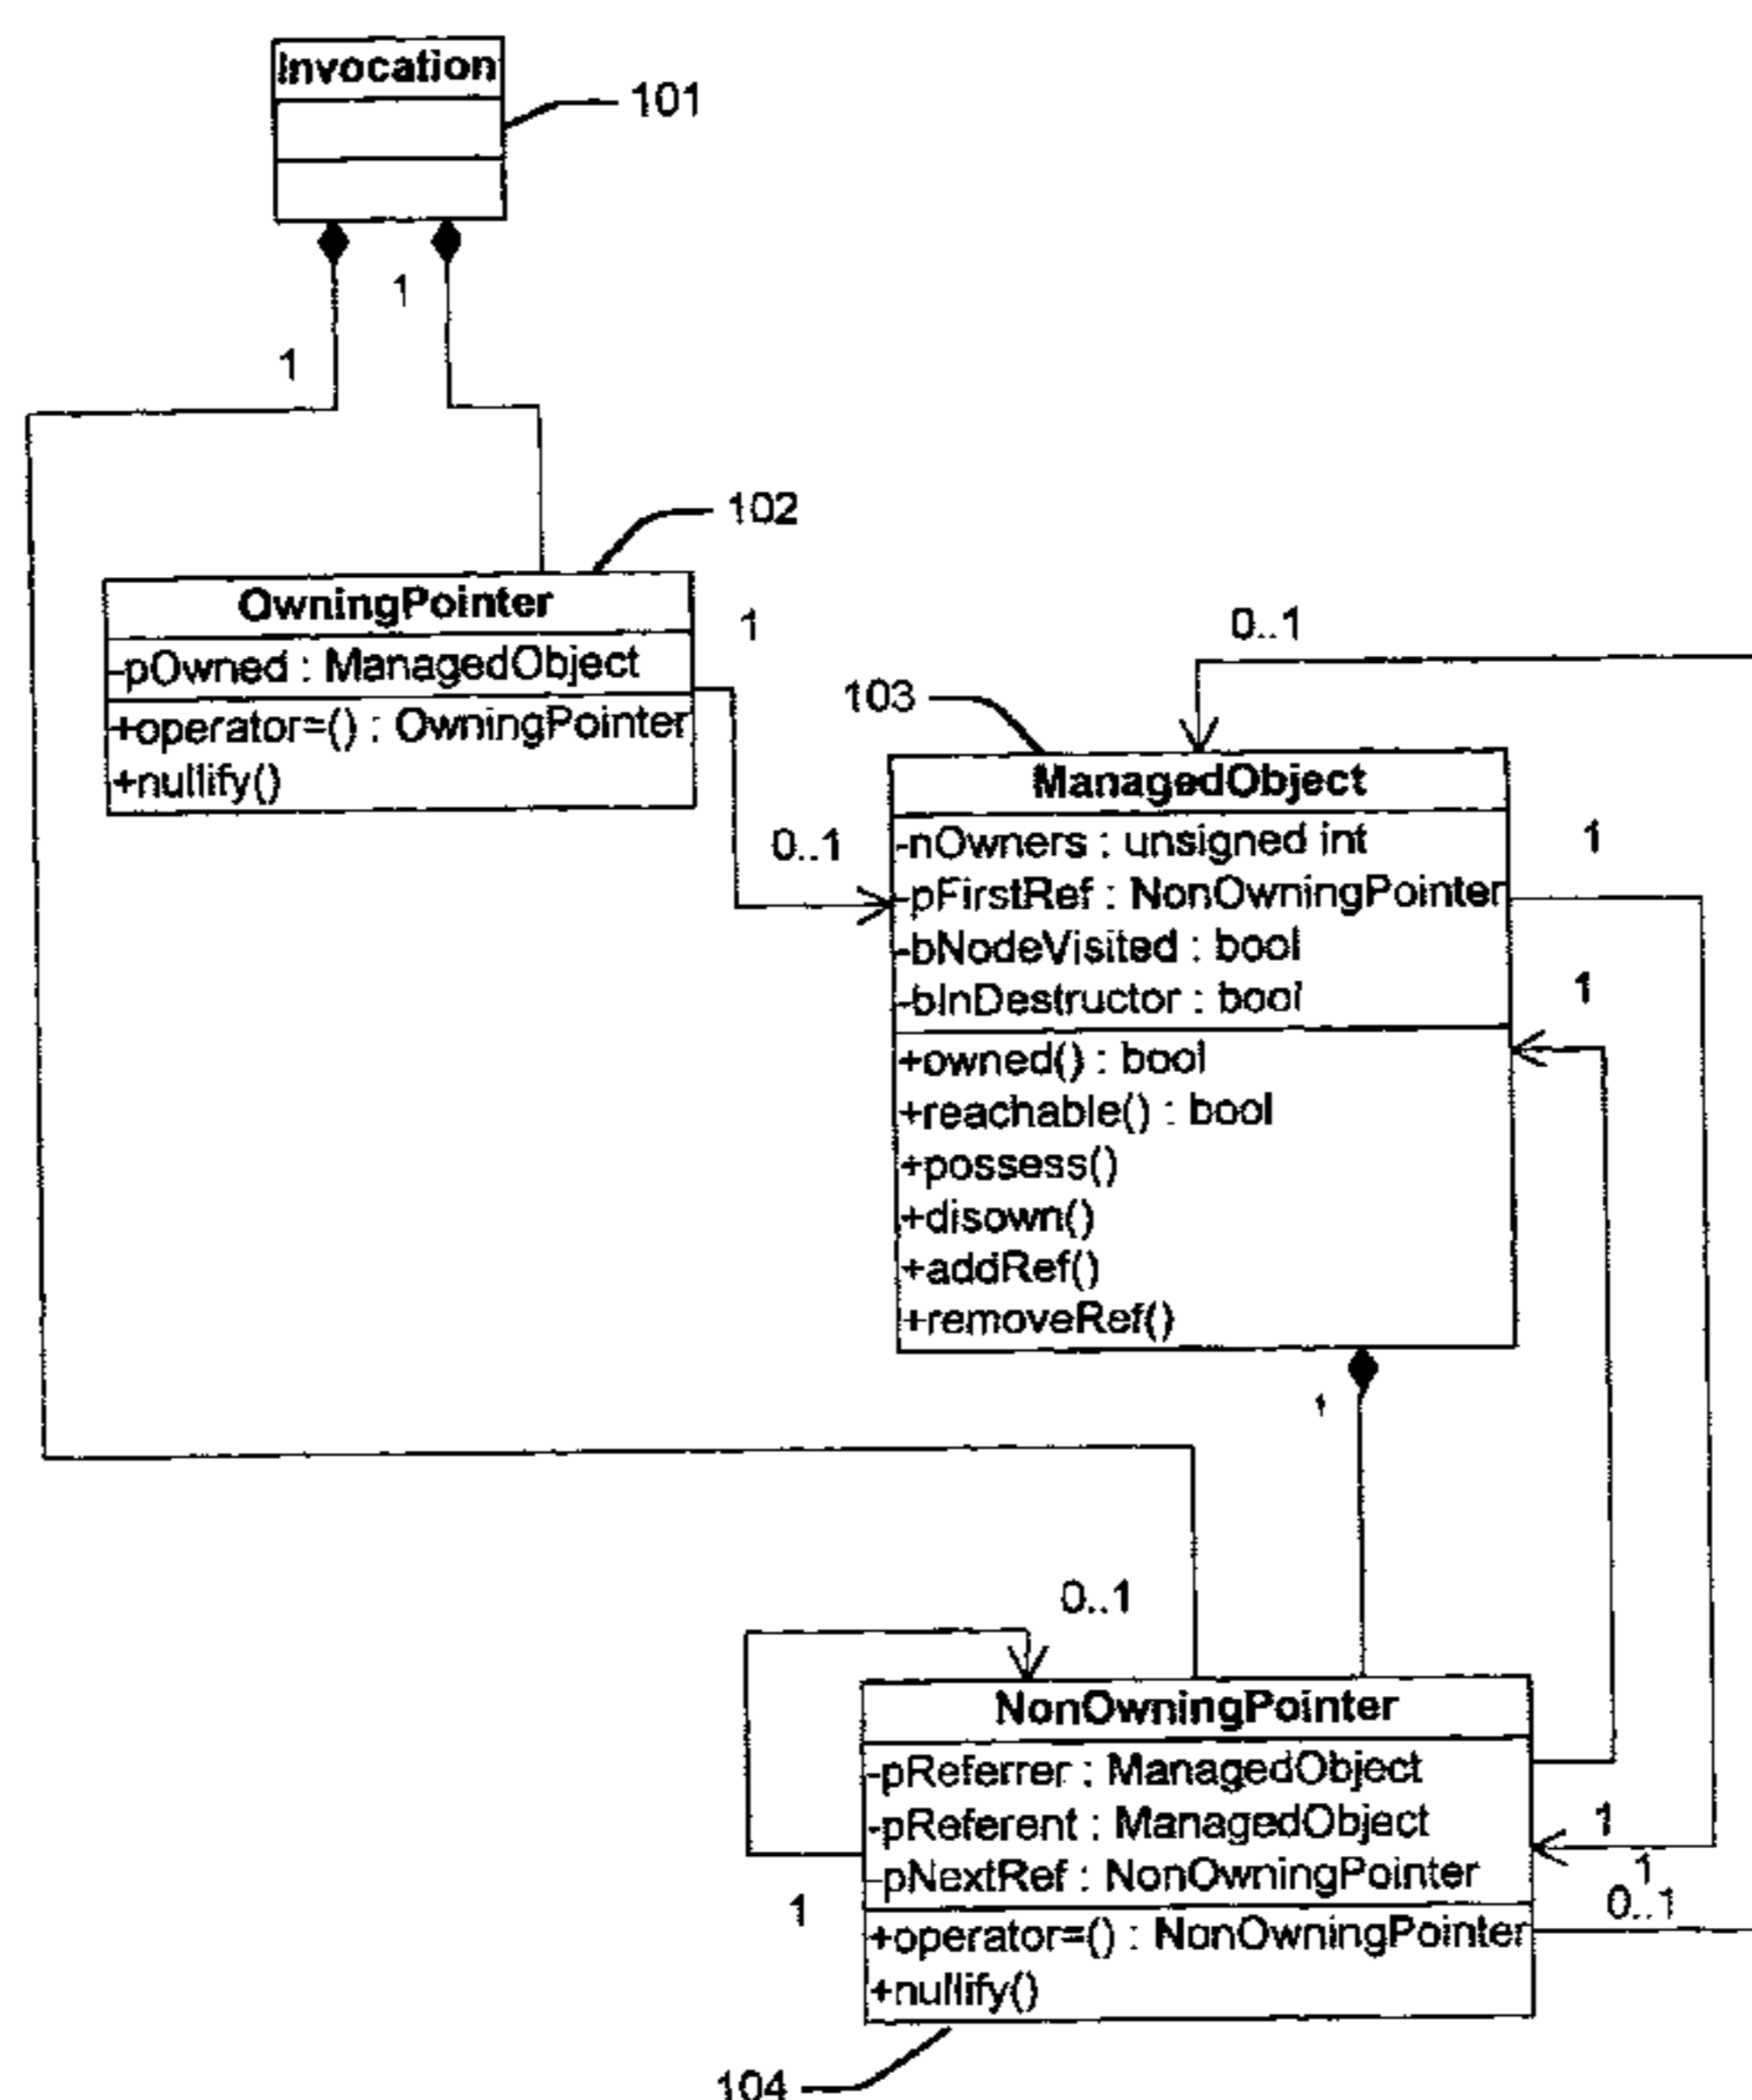 Invocation
101
1
1
102
OwningPointer
-pOwned : ManagedObject
+operator=() : OwningPointer
+nullify()
1
0..1
0..1
103
ManagedObject
-nOwners : unsigned int
-pFirstRef : NonOwningPointer
-bNodeVisited : bool
-bInDestructor : bool
+owned() : bool
+reachable() : bool
+possess()
+disown()
+addRef()
+removeRef()
1
1
1
0..1
NonOwningPointer
-pReferrer : ManagedObject
-pReferent : ManagedObject
-pNextRef : NonOwningPointer
+operator=() : NonOwningPointer
+nullify()
1
1
1
0..1
104